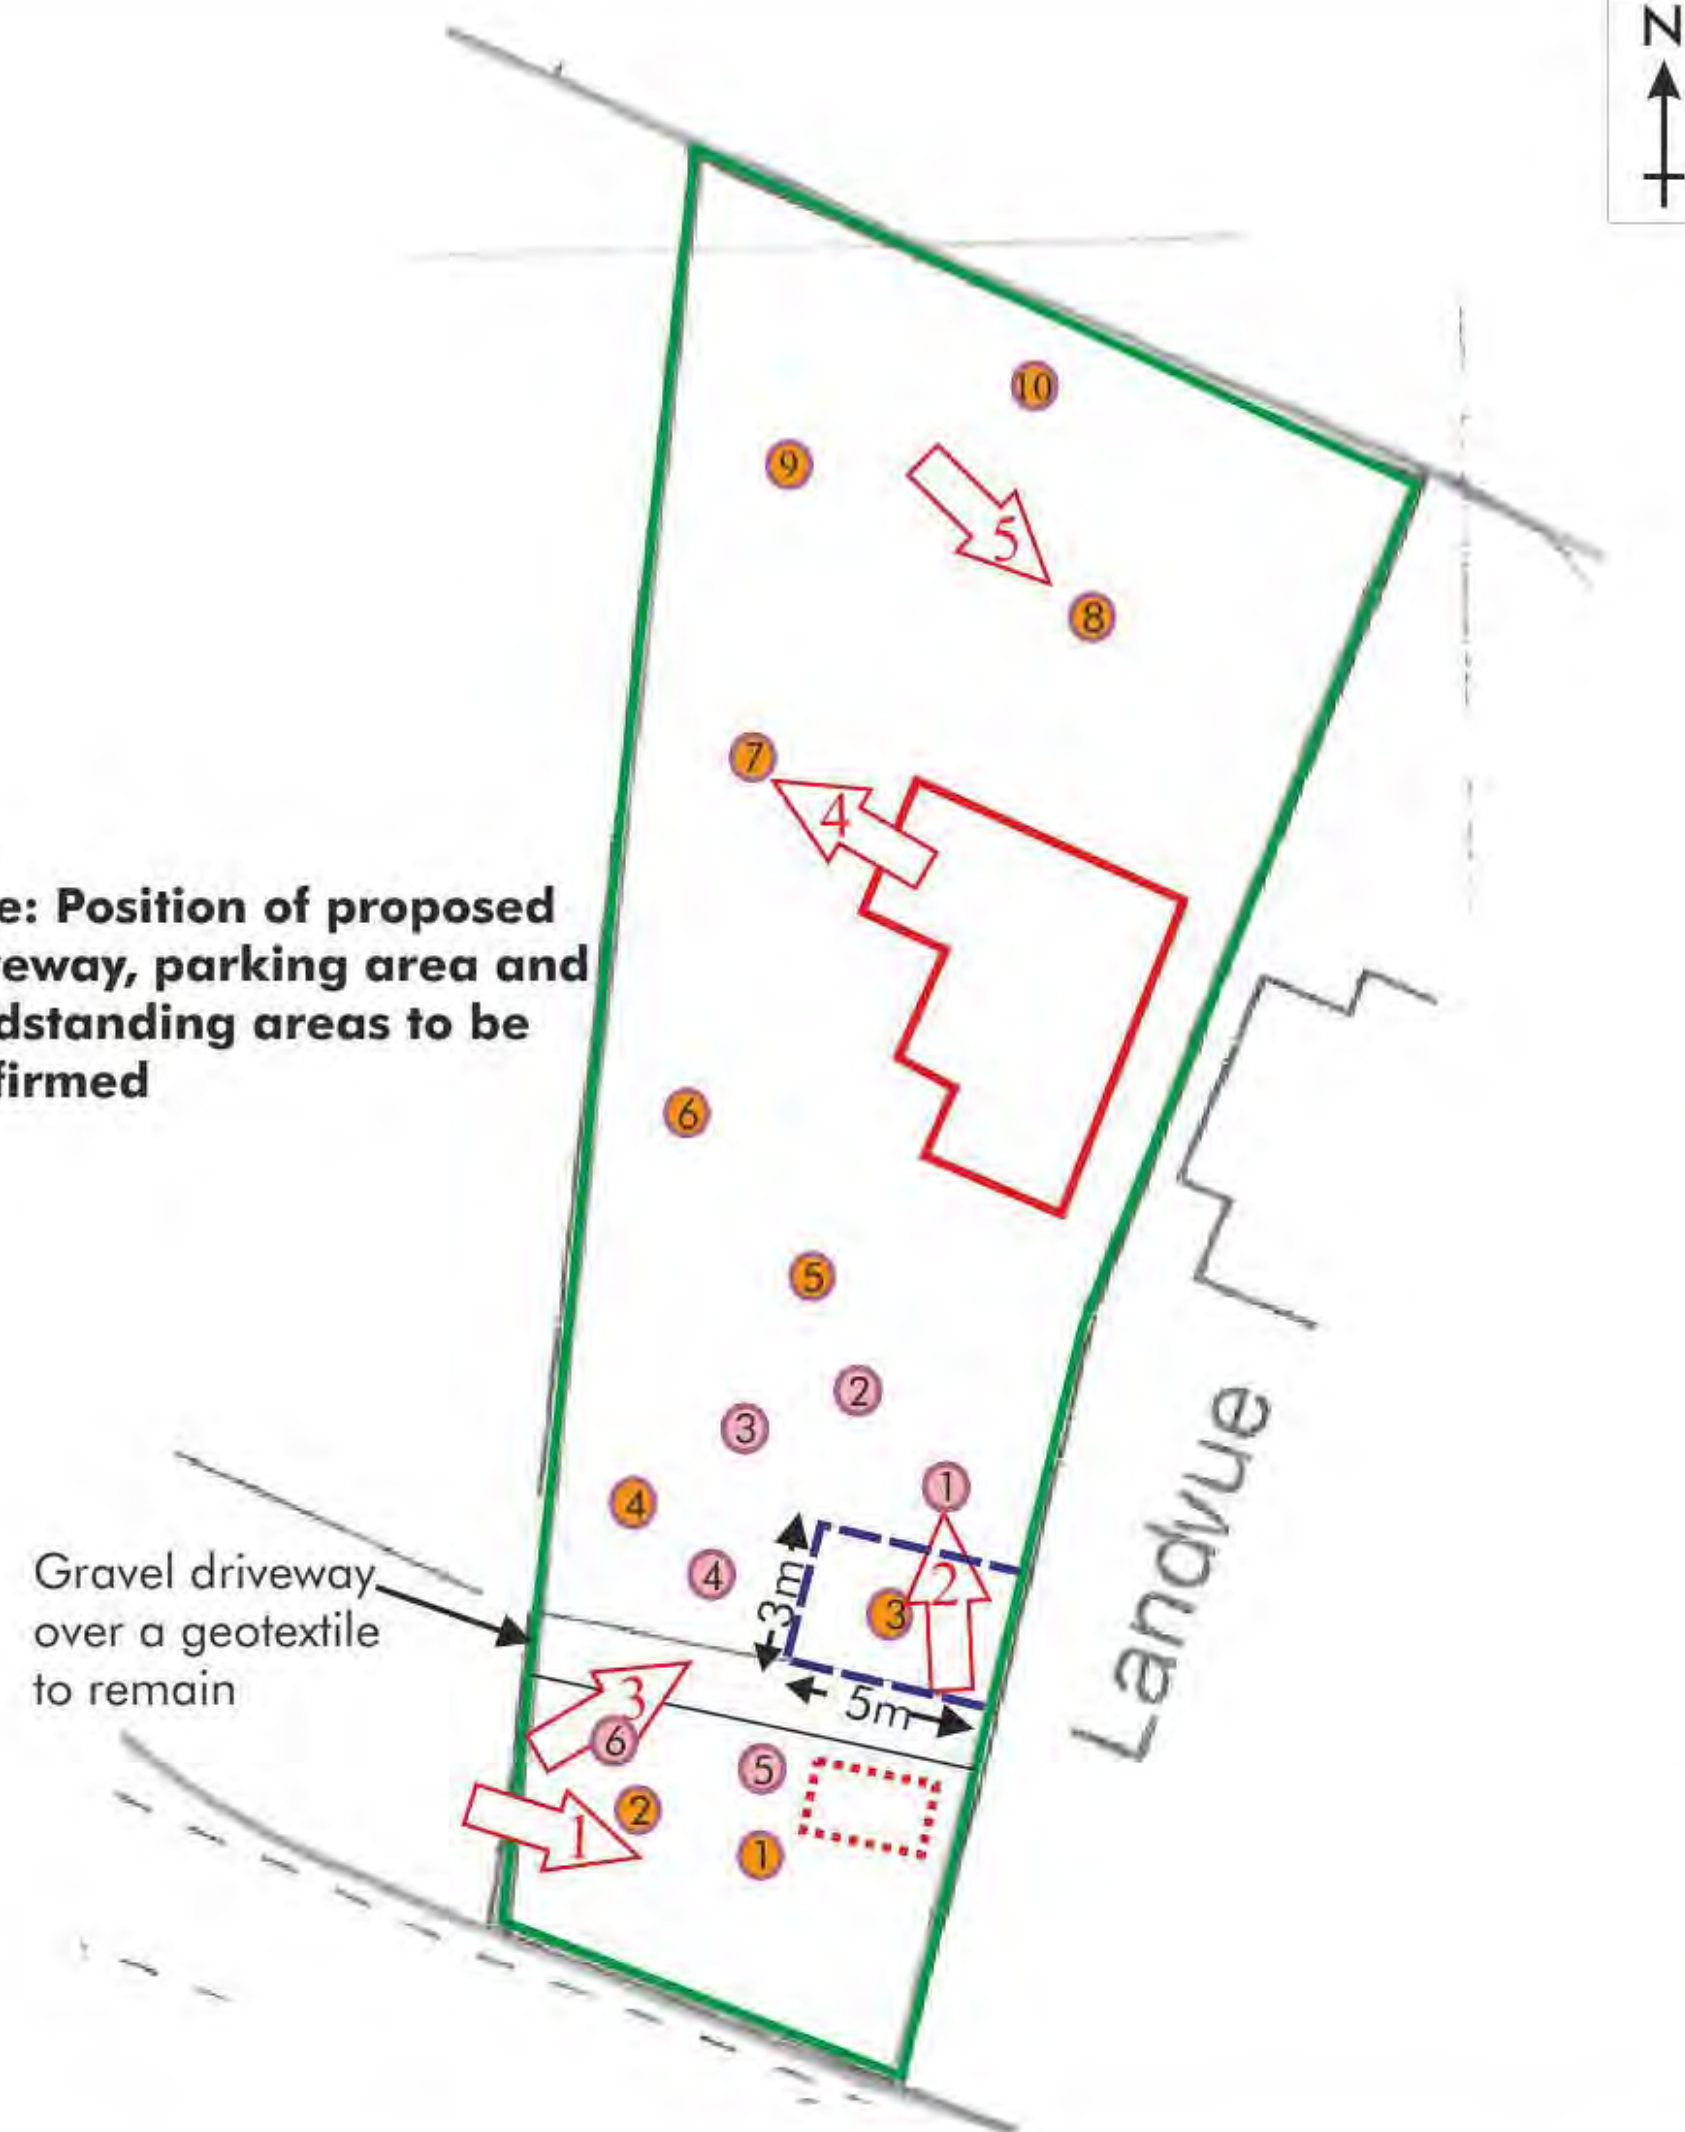 N
10
9
5
8
7
4
e: Position of proposed
veway, parking area and
dstanding areas to be
firmed
6
5
2
3
1
4
4
3m
2
3
Gravel driveway
over a geotextile
to remain
3
5m
6
5
2
1
1
Landvue